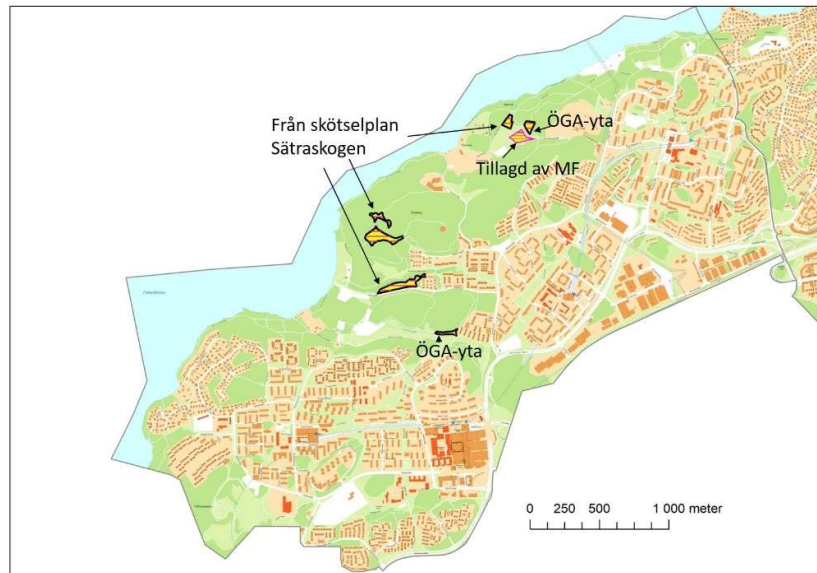 Från skötselplan
Sätraskogen
ÖGA-yta
Tillagd av MF
ÖGA-yta
0 250 500 1 000 meter